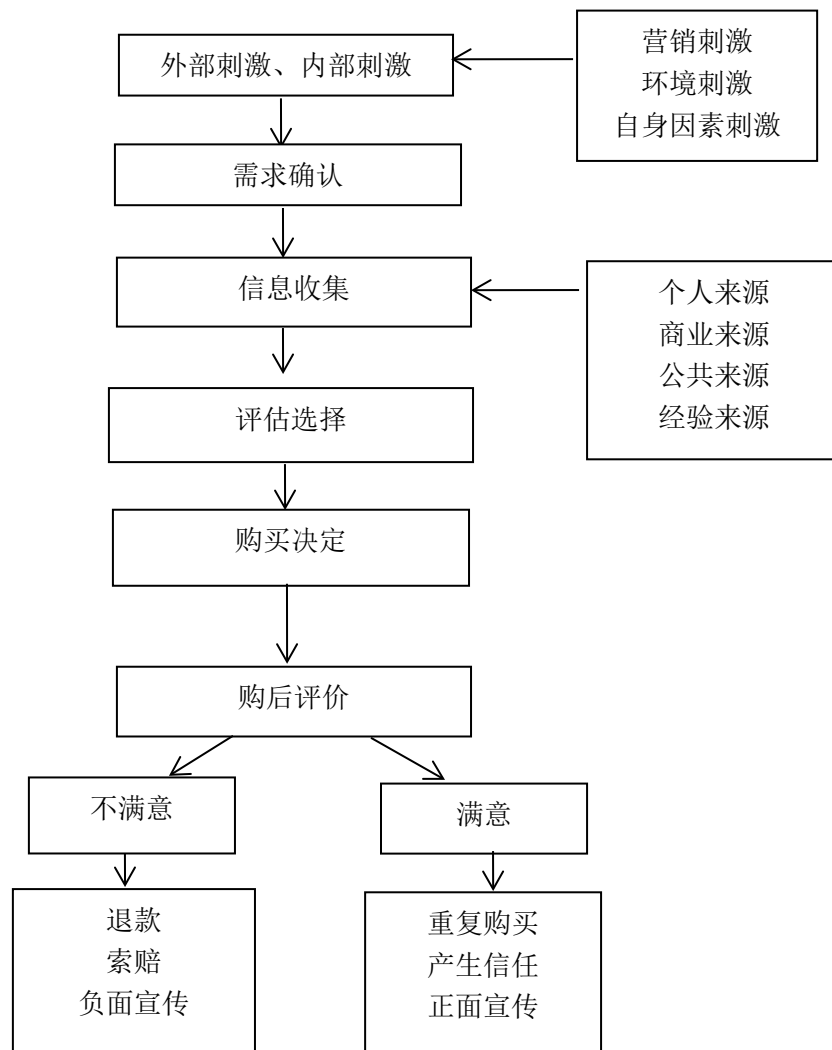 外部刺激、内部刺激
营销刺激
环境刺激
自身因素刺激
需求确认
信息收集
个人来源
商业来源
公共来源
经验来源
评估选择
购买决定
购后评价
不满意
满意
退款
索赔
负面宣传
重复购买
产生信任
正面宣传